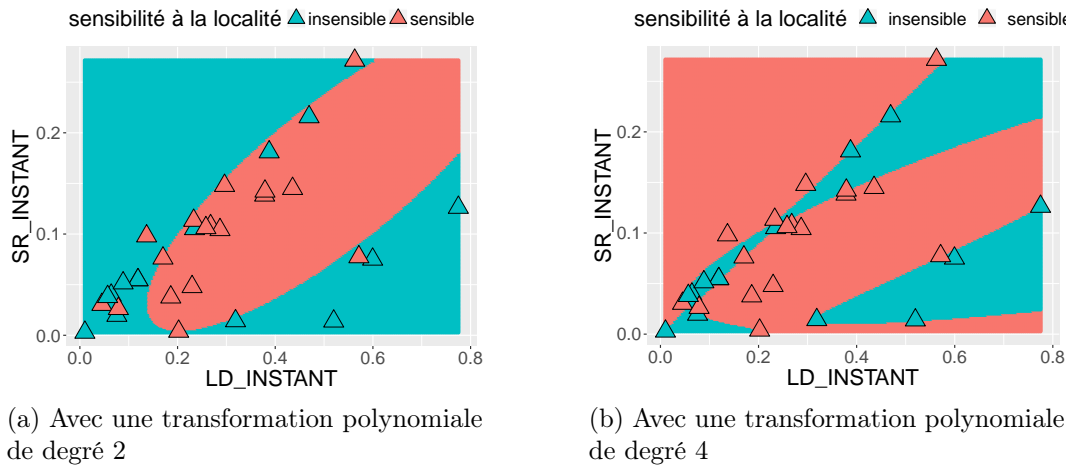 sensibilité à la localité insensible sensible
SR_INSTANT
0.2
0.1
0.0
0.0 0.2 0.4 0.6 0.8
LD_INSTANT
(a) Avec une transformation polynomiale
de degré 2
sensibilité à la localité insensible sensible
SR_INSTANT
0.2
0.1
0.0
0.0 0.2 0.4 0.6 0.8
LD_INSTANT
(b) Avec une transformation polynomiale
de degré 4